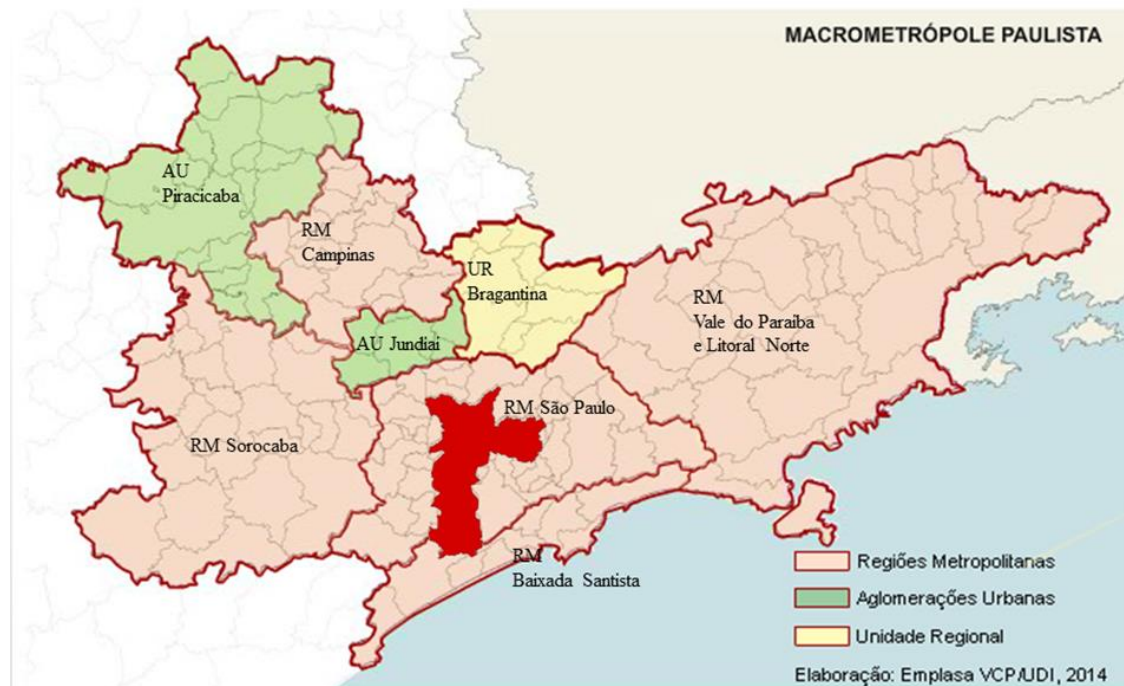 MACROMETRÓPOLE PAULISTA
AU
Piracicaba
RM
Campinas
UR
Bragantina
RM
Vale do Paraiba
e Litoral Norte
AU Jundiai
RM São Paulo
RM Sorocaba
RM
Baixada Santista
Regiões Metropolitanas
Aglomerações Urbanas
Unidade Regional
Elaboração: Emplasa VCP/UDI, 2014